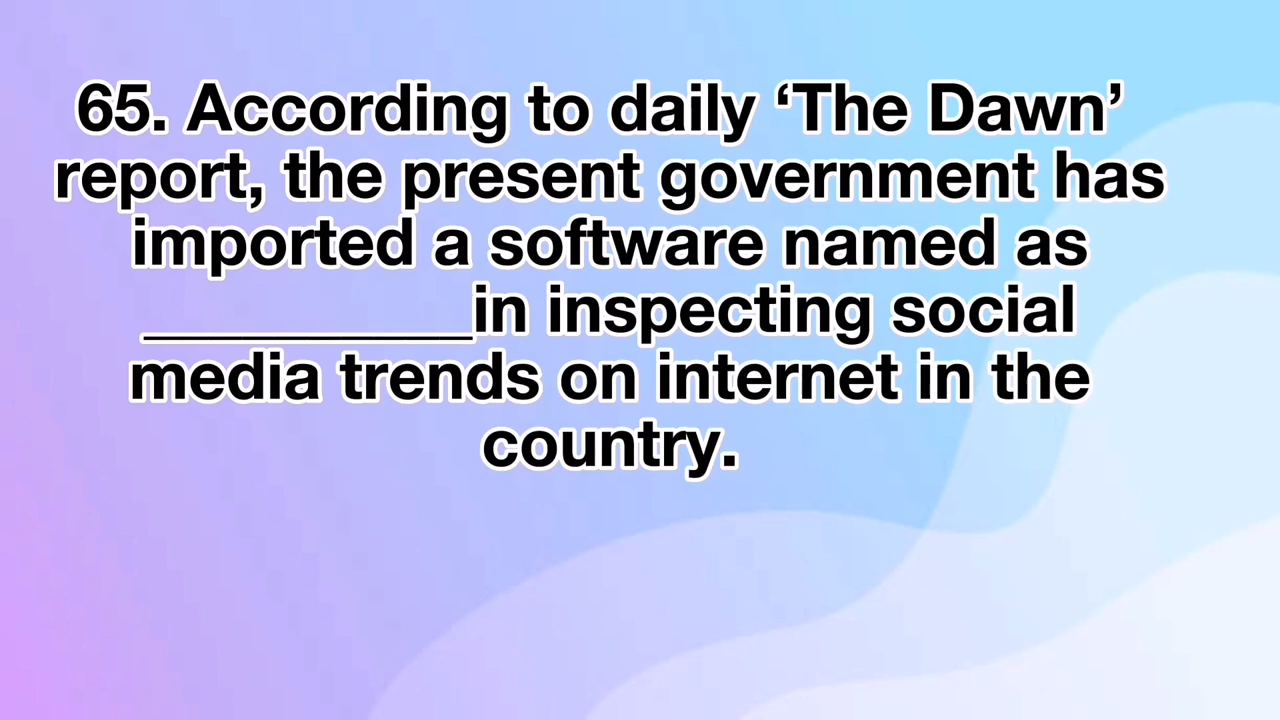 65. According to daily ‘The Dawn’
report, the present government has
imported a software named as
__________in inspecting social
media trends on internet in the
country.